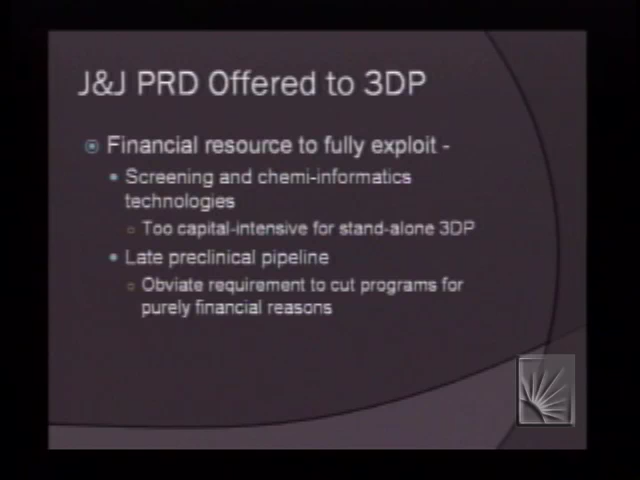 J&J PRD Offered to 3DP
Financial resource to fully exploit -
Screening and chemi-informatics
technologies
Too capital-intensive for stand-alone 3DP
Late preclinical pipeline
Obviate requirement to cut programs for
purely financial reasons